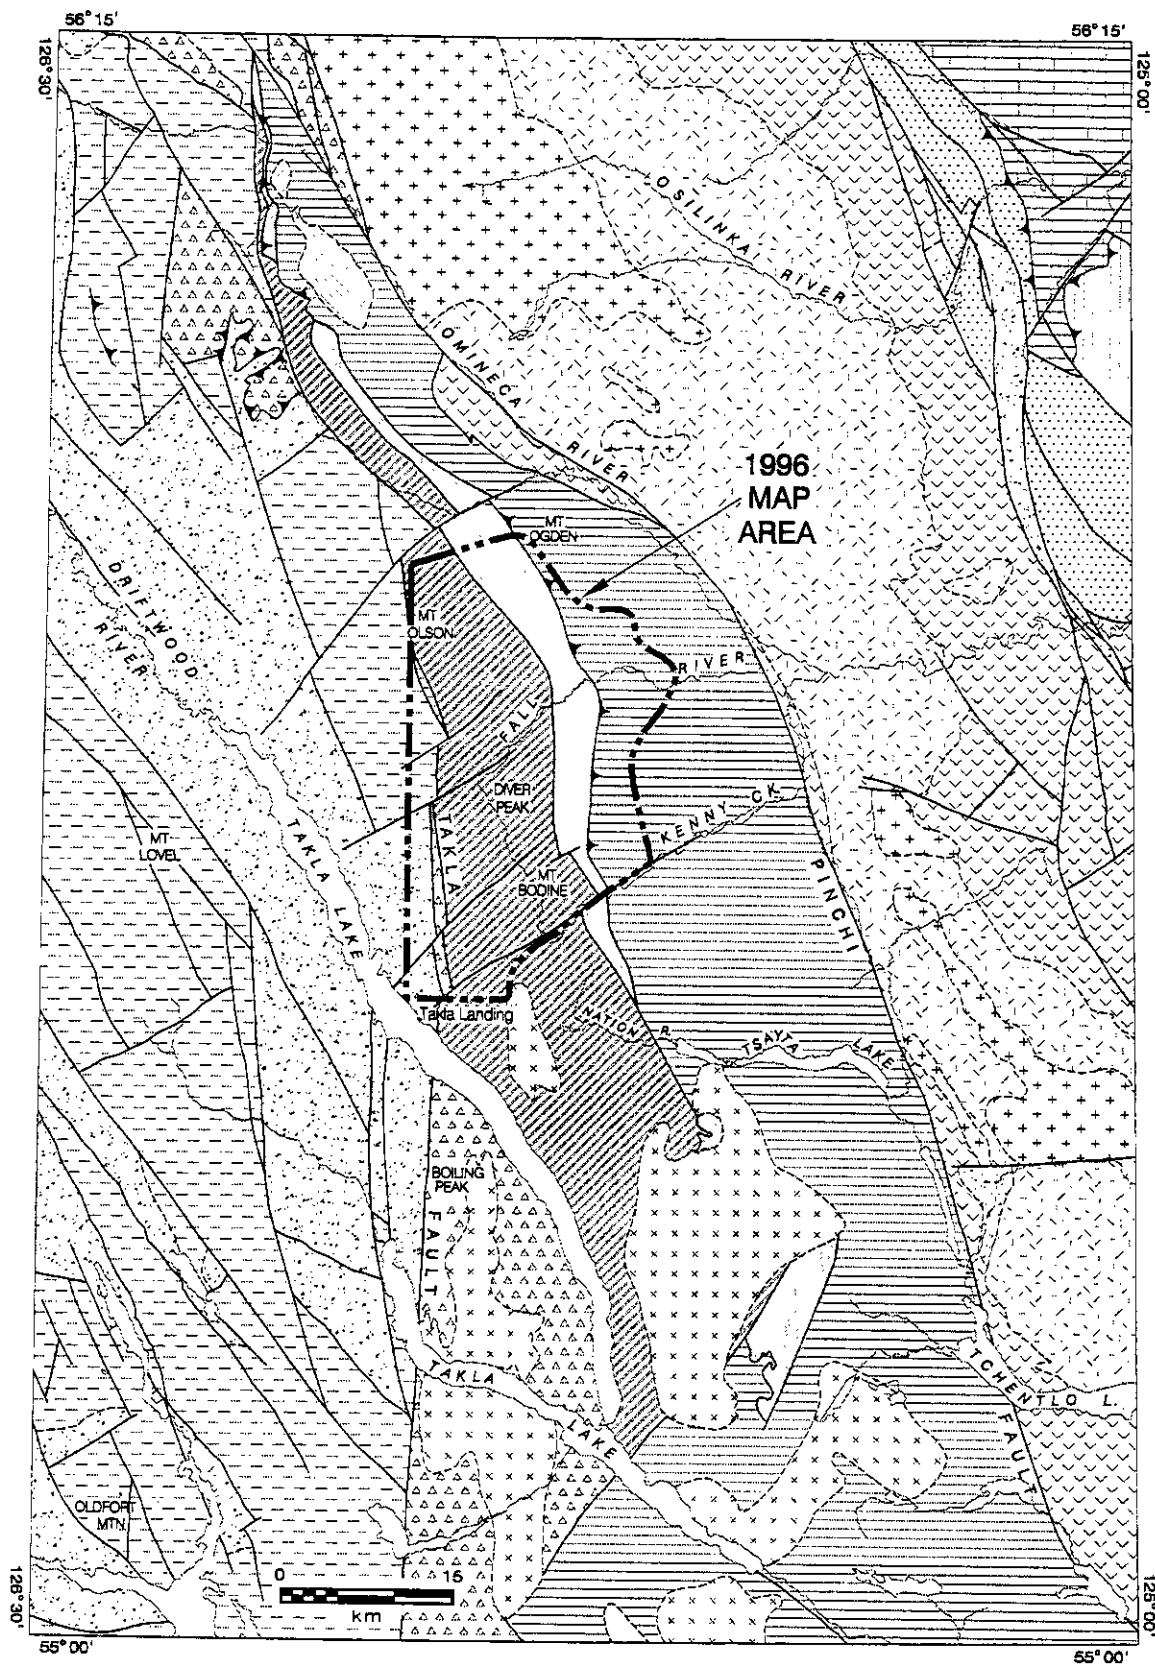 56° 15'
56° 15'
126° 30'
125° 00'
OSILINKA
RIVER
OMINECA
RIVER
1996
MAP
AREA
MT
OGDEN
DRIFTWOOD
RIVER
MT
OLSON
RIVER
FALL
DIVER
PEAK
TAKLA
KENNY CK.
MT
LOVEL
TAKLA
LAKE
MT
BODINE
PINCHI
Takla Landing
NATION R.
TSAYTA
LAKE
BOILING
PEAK
FAULT
TAKLA
LAKE
TCHENTLO L.
FAULT
OLDFORT
MTN
0 15
km
126° 30'
125° 00'
55° 00'
55° 00'